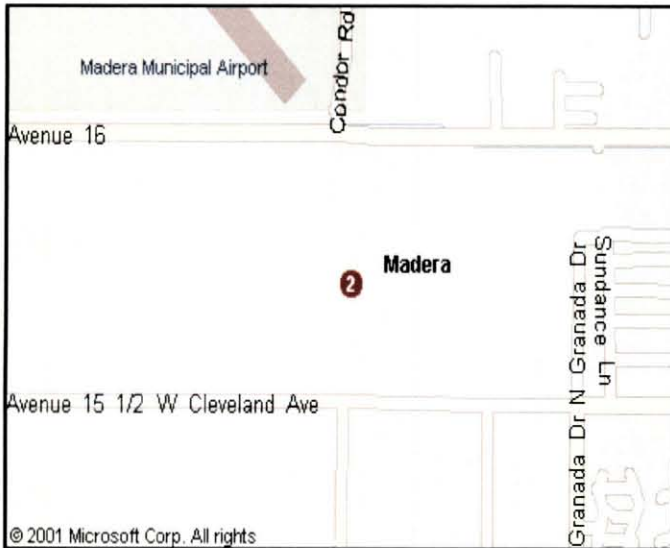 Madera Municipal Airport
Condor Rd
Avenue 16
Madera
2
N Granada Dr
Sundance Ln
Avenue 15 1/2 W Cleveland Ave
Granada Dr
© 2001 Microsoft Corp. All rights